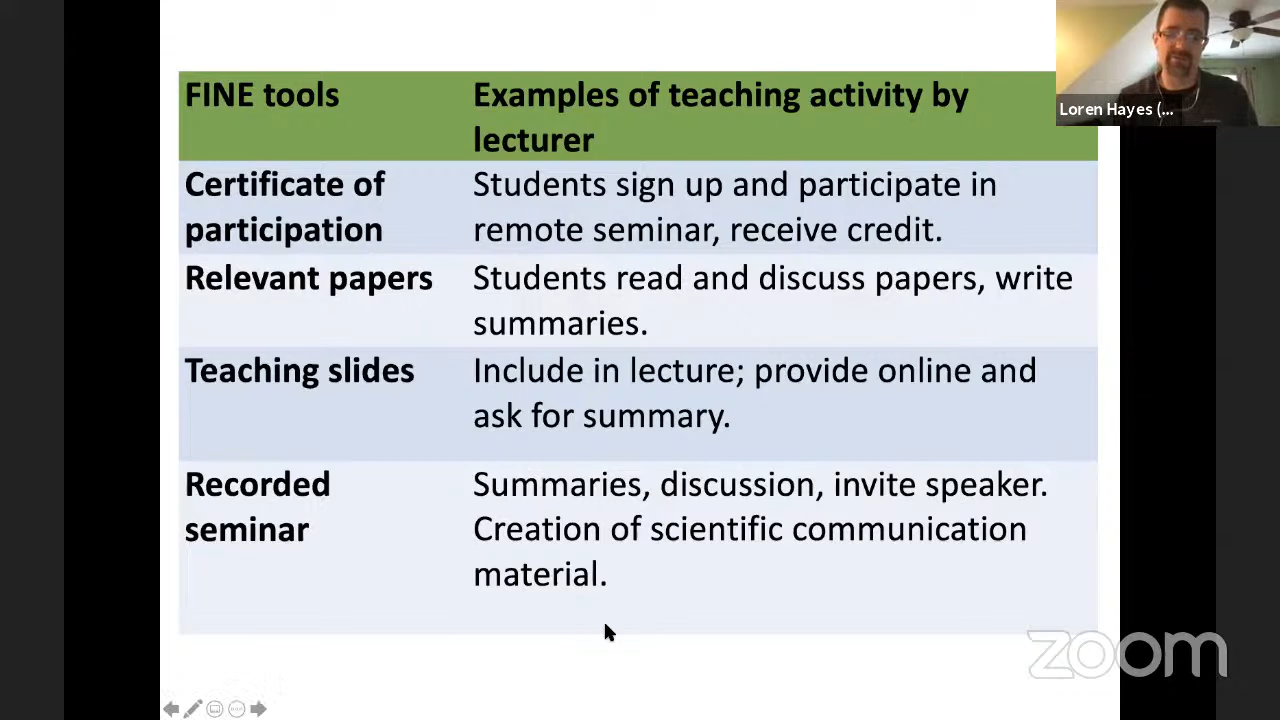 FINE tools
Examples of teaching activity by
lecturer
Certificate of
participation
Students sign up and participate in
remote seminar, receive credit.
Relevant papers
Students read and discuss papers, write
summaries.
Teaching slides
Include in lecture; provide online and
ask for summary.
Recorded
seminar
Summaries, discussion, invite speaker.
Creation of scientific communication
material.
Loren Hayes (...
zoom